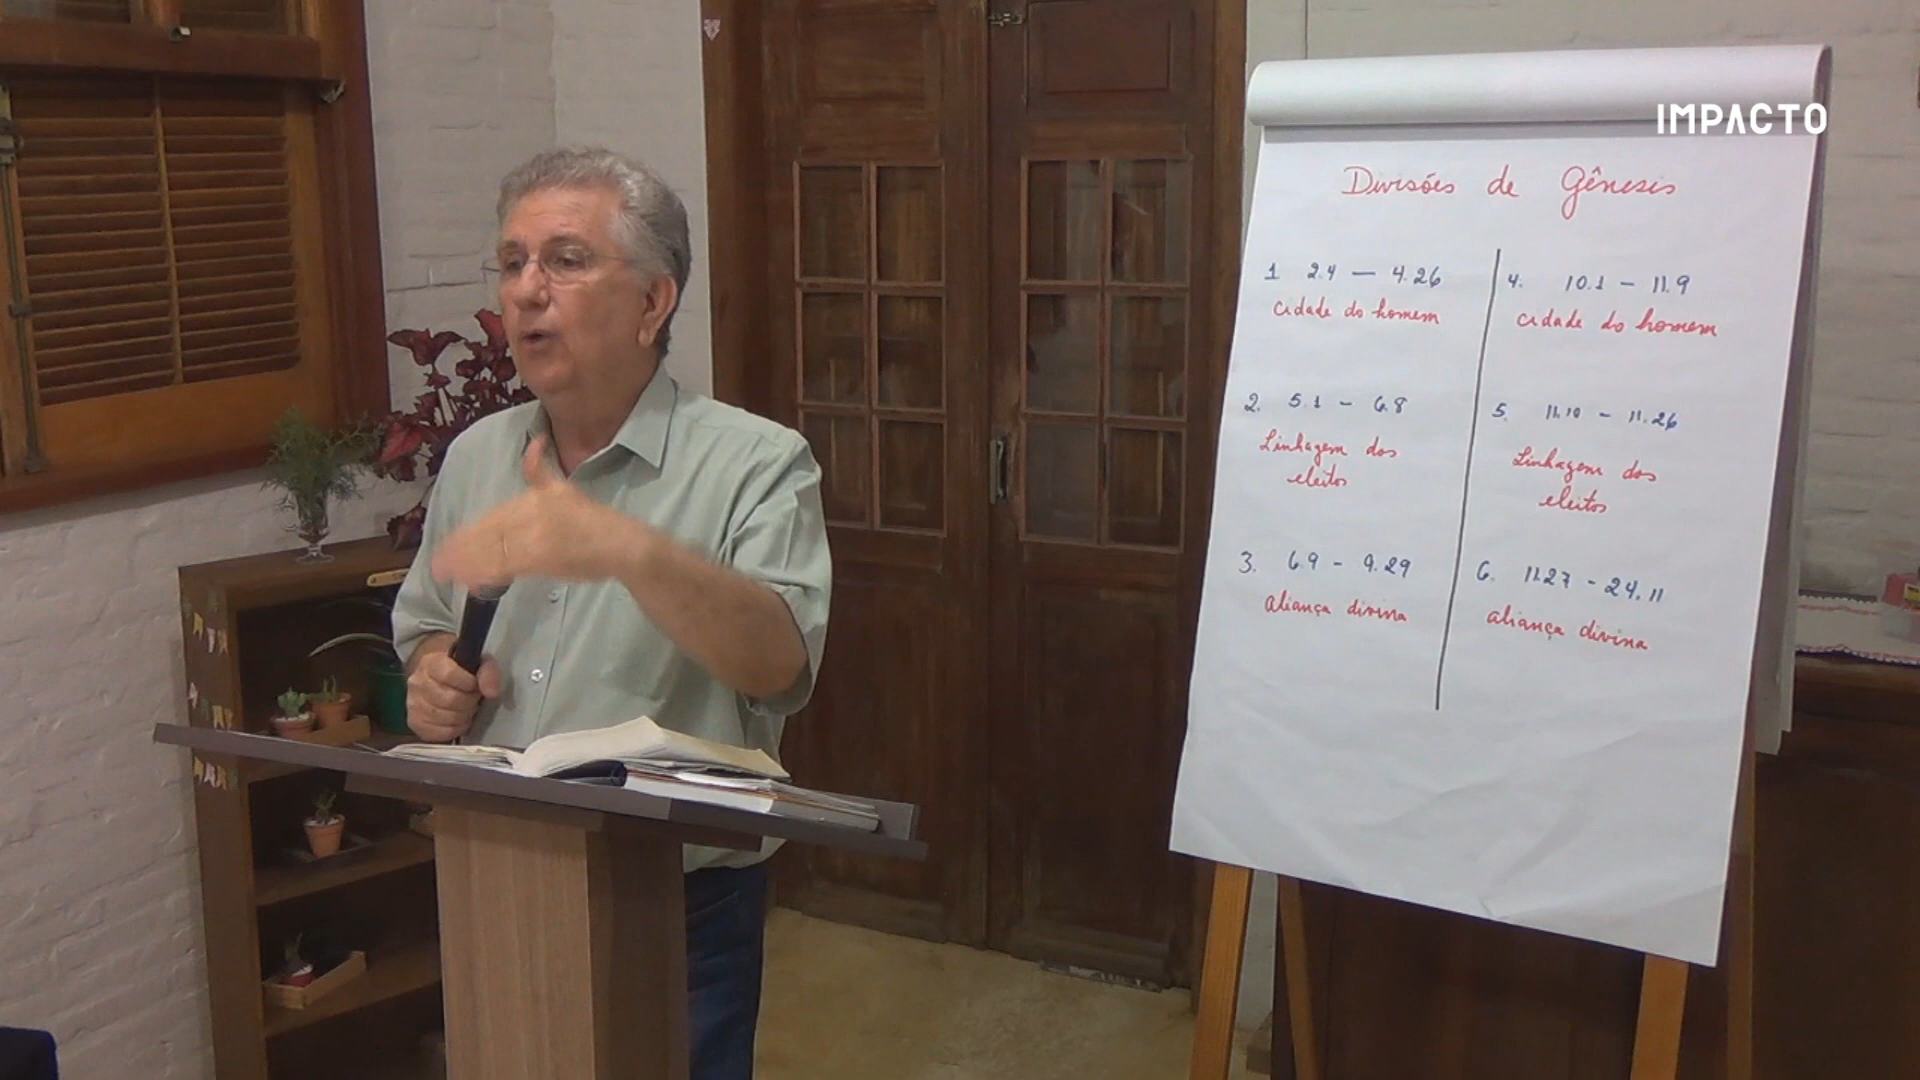 IMPACTO
Divisões de Gênesis
1 2.4 — 4.26
cidade do homem
2. 5.1 - 6.8
Linhagem dos
eleitos
3. 6.9 - 9.29
aliança divina
4. 10.1 - 11.9
cidade do homem
5. 11.10 - 11.26
Linhagem dos
eleitos
6. 11.27 - 24.11
aliança divina